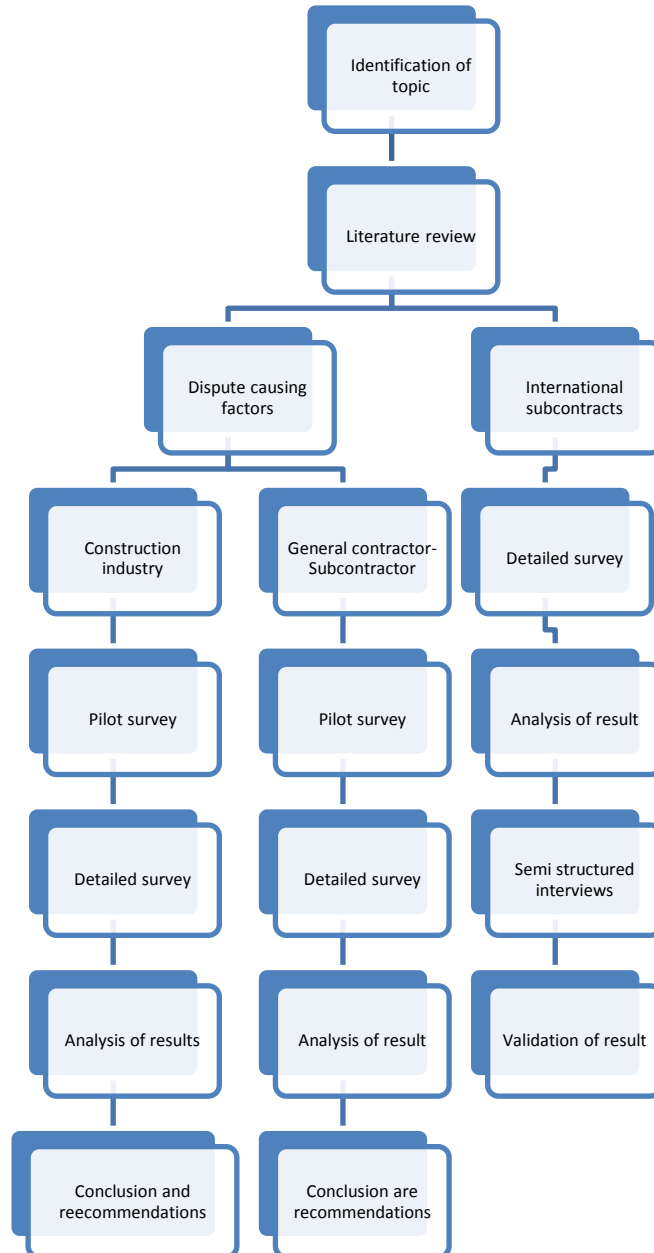 Identification of
topic
Literature review
Dispute causing
factors
International
subcontracts
Construction
industry
General contractor-
Subcontractor
Detailed survey
Pilot survey
Pilot survey
Analysis of result
Detailed survey
Detailed survey
Semi structured
interviews
Analysis of results
Analysis of result
Validation of result
Conclusion and
reecommendations
Conclusion are
recommendations